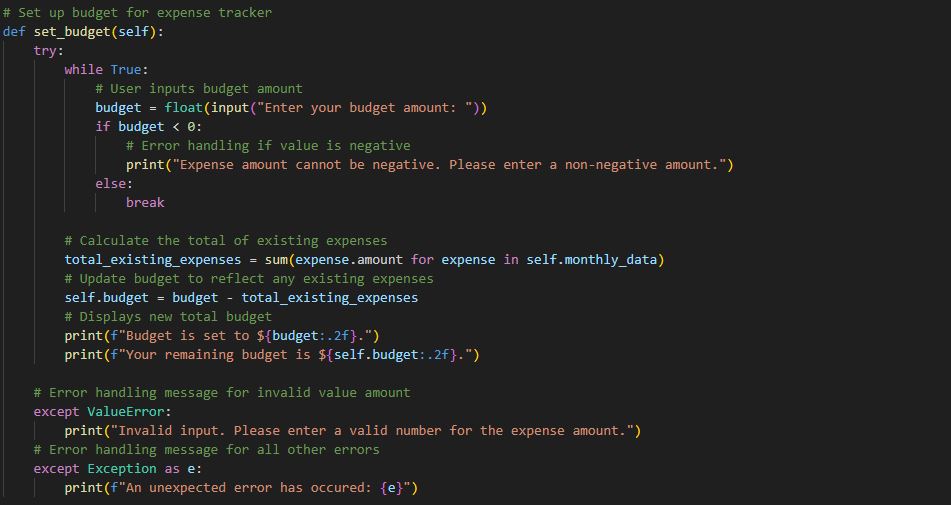 # Set up budget for expense tracker
def set_budget(self):
    try:
        while True:
            # User inputs budget amount
            budget = float(input("Enter your budget amount: "))
            if budget < 0:
                # Error handling if value is negative
                print("Expense amount cannot be negative. Please enter a non-negative amount.")
            else:
                break

        # Calculate the total of existing expenses
        total_existing_expenses = sum(expense.amount for expense in self.monthly_data)
        # Update budget to reflect any existing expenses
        self.budget = budget - total_existing_expenses
        # Displays new total budget
        print(f"Budget is set to ${budget:.2f}.")
        print(f"Your remaining budget is ${self.budget:.2f}.")

    # Error handling message for invalid value amount
    except ValueError:
        print("Invalid input. Please enter a valid number for the expense amount.")
    # Error handling message for all other errors
    except Exception as e:
        print(f"An unexpected error has occured: {e}")